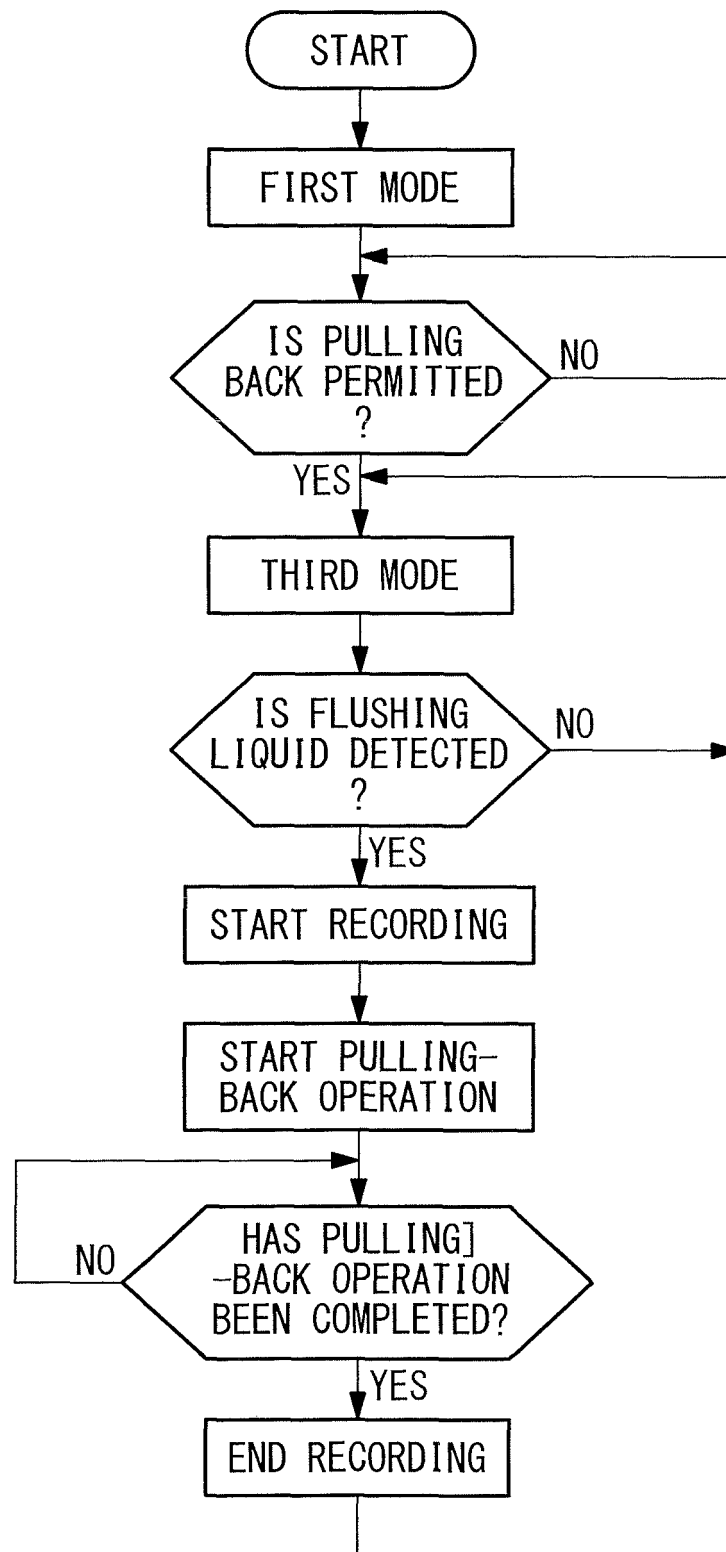 START
FIRST MODE
IS PULLING
BACK PERMITTED
?
NO
YES
THIRD MODE
IS FLUSHING
LIQUID DETECTED
?
NO
YES
START RECORDING
START PULLING-
BACK OPERATION
HAS PULLING]
-BACK OPERATION
BEEN COMPLETED?
NO
YES
END RECORDING